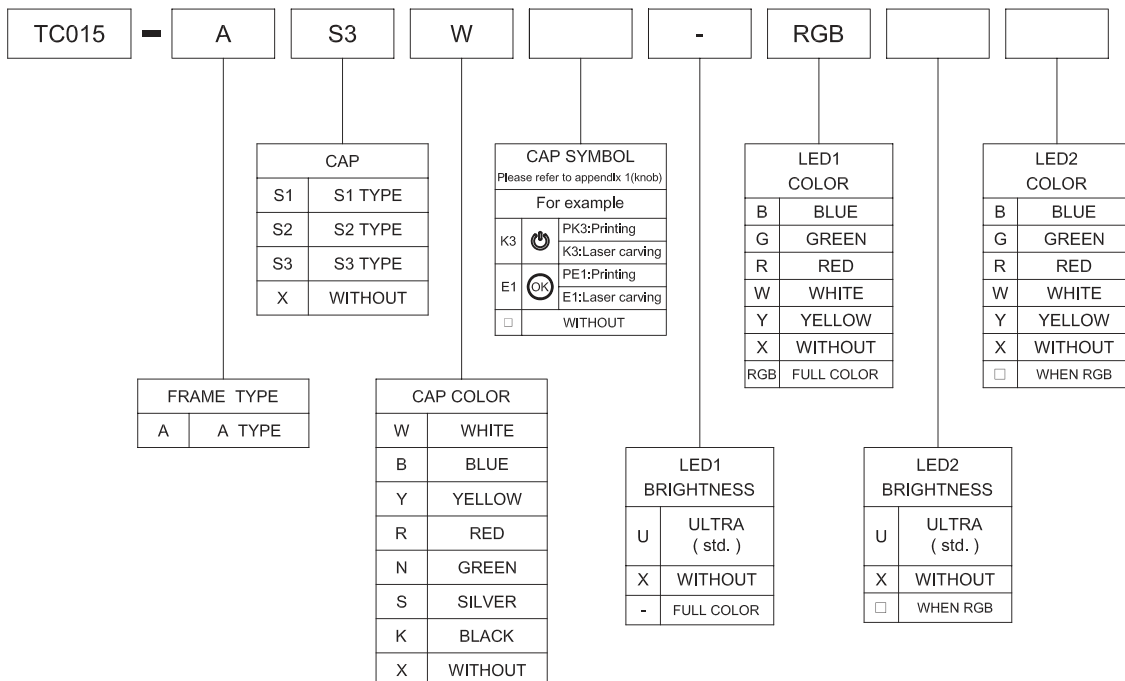 TC015 - A S3 W - RGB
CAP
S1 S1 TYPE
S2 S2 TYPE
S3 S3 TYPE
X WITHOUT
CAP SYMBOL
Please refer to appendix 1(knob)
For example
K3 PK3:Printing
K3:Laser carving
E1 OK PE1:Printing
E1:Laser carving
□ WITHOUT
LED1
COLOR
B BLUE
G GREEN
R RED
W WHITE
Y YELLOW
X WITHOUT
RGB FULL COLOR
LED2
COLOR
B BLUE
G GREEN
R RED
W WHITE
Y YELLOW
X WITHOUT
□ WHEN RGB
FRAME TYPE
A A TYPE
CAP COLOR
W WHITE
B BLUE
Y YELLOW
R RED
N GREEN
S SILVER
K BLACK
X WITHOUT
LED1
BRIGHTNESS
U ULTRA
( std. )
X WITHOUT
- FULL COLOR
LED2
BRIGHTNESS
U ULTRA
( std. )
X WITHOUT
□ WHEN RGB